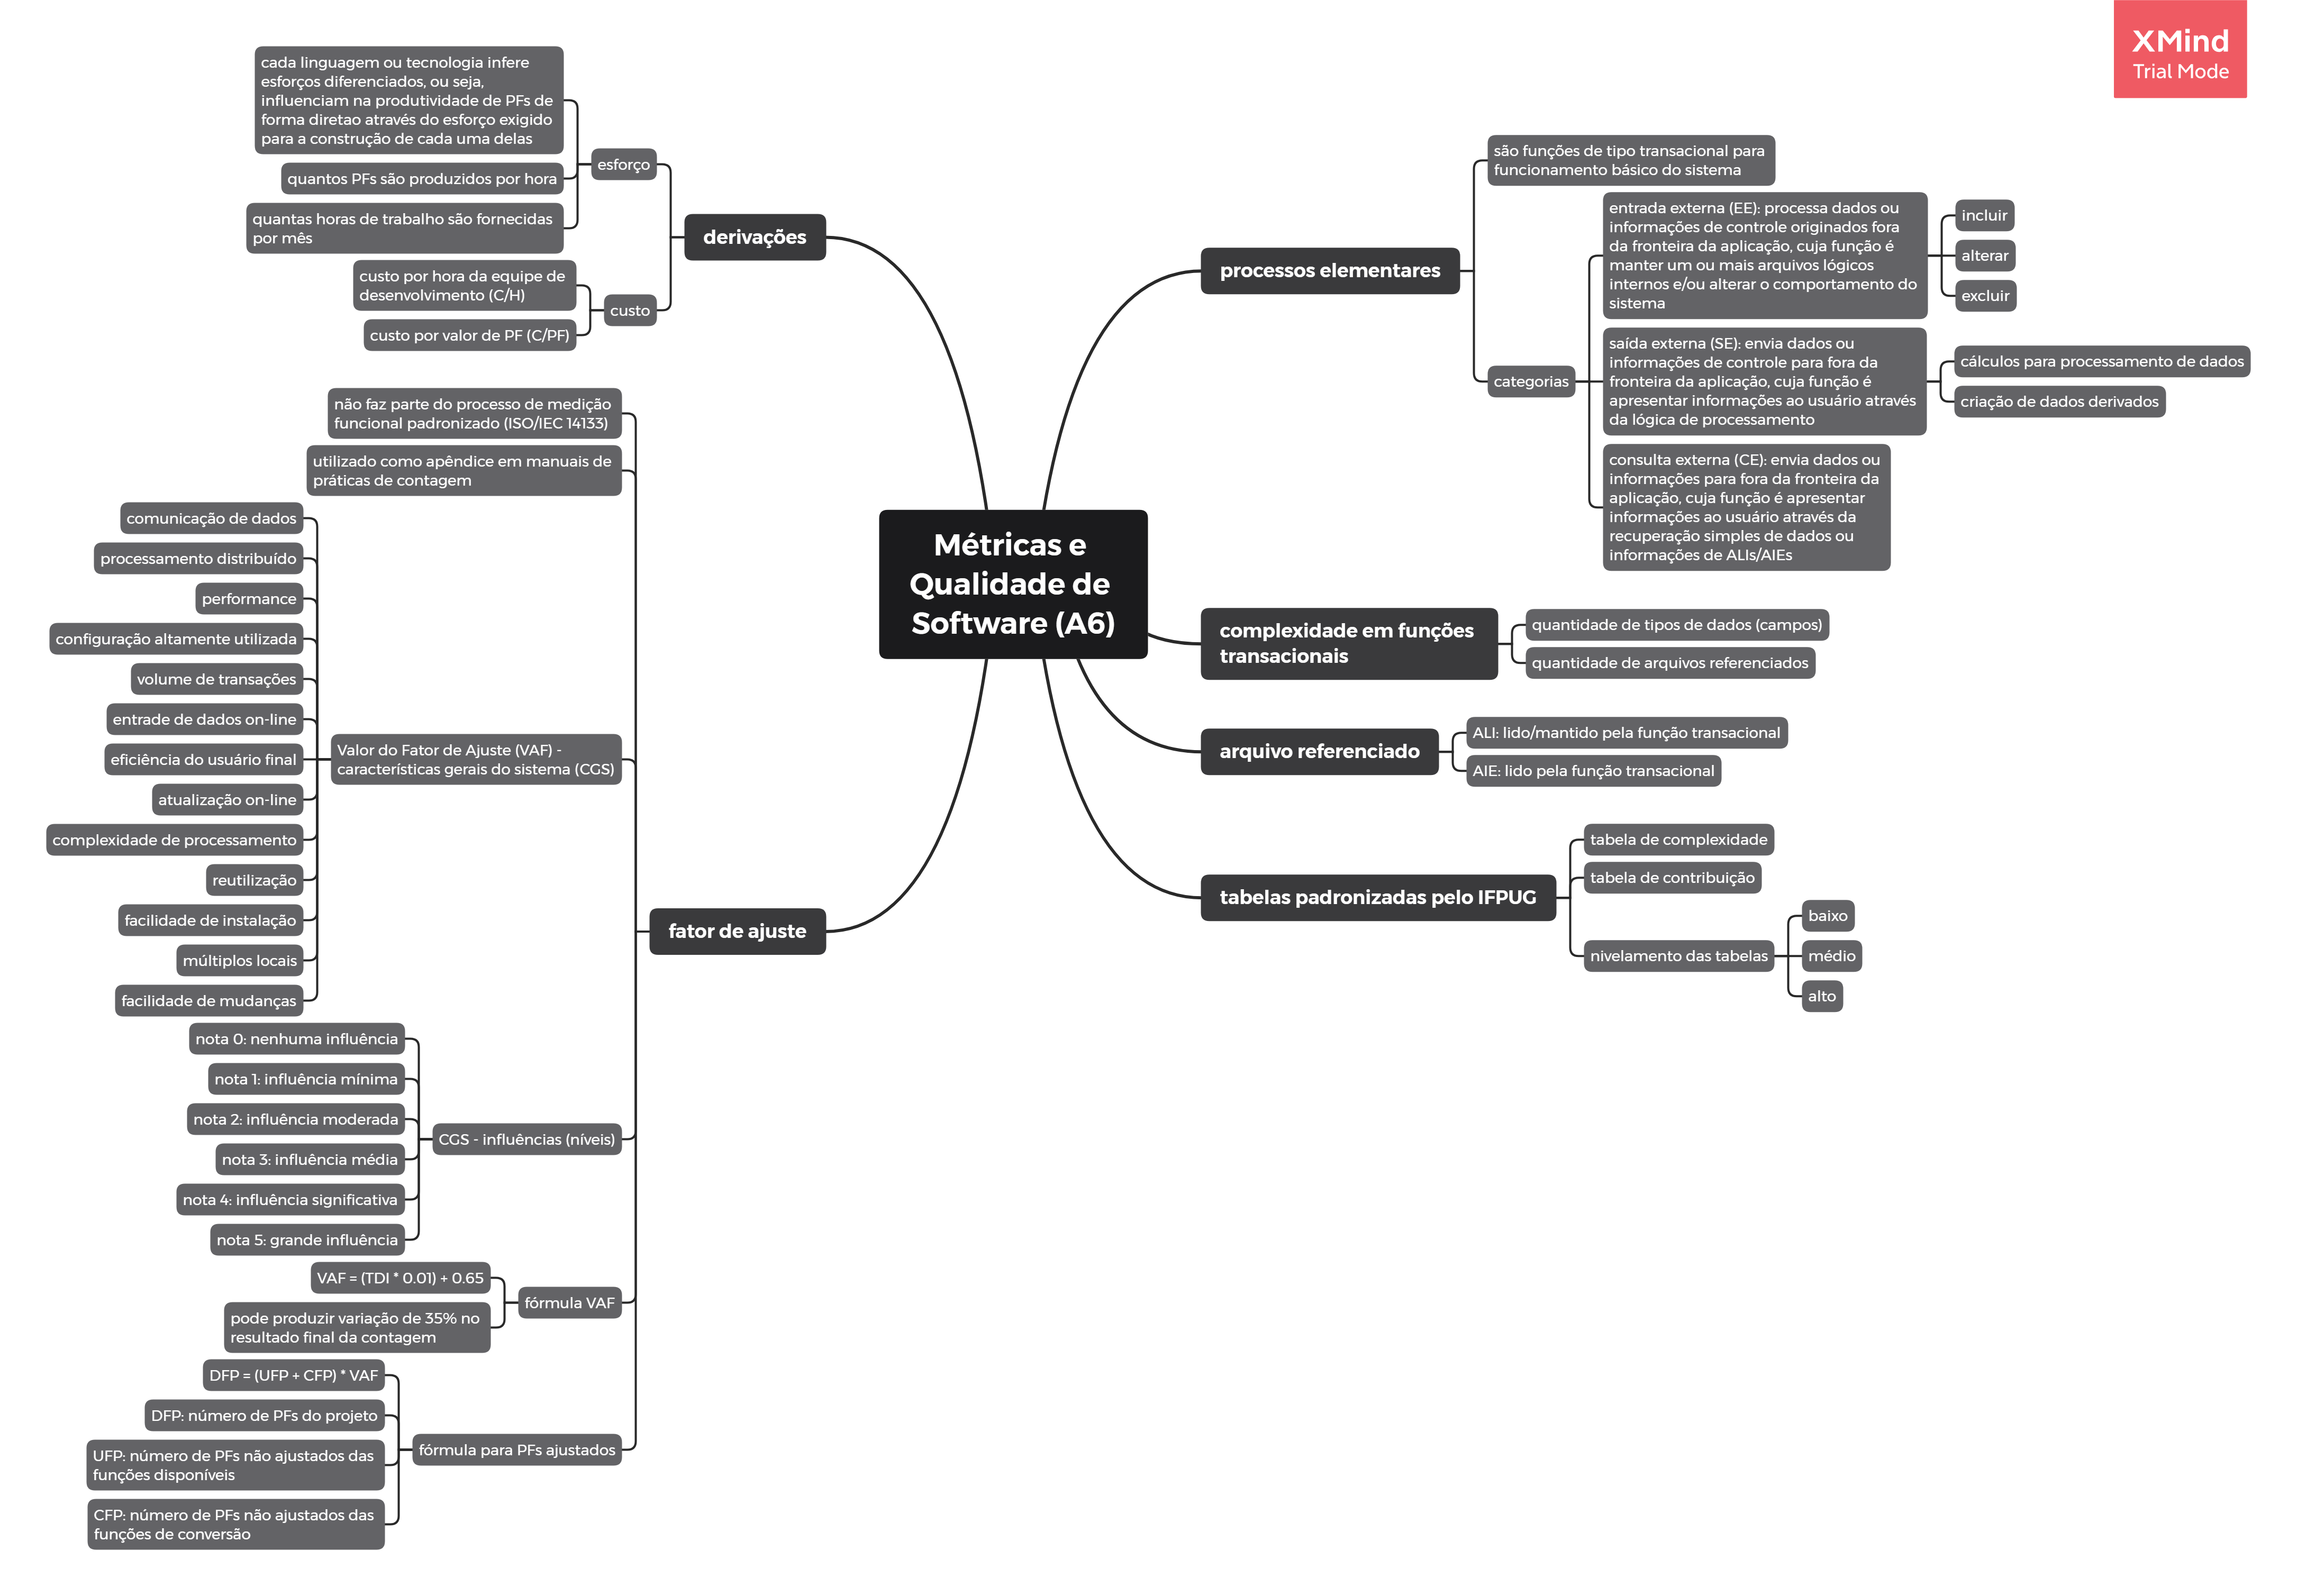 XMind
Trial Mode
Métricas e
Qualidade de
Software (A6)
processos elementares
são funções de tipo transacional para
funcionamento básico do sistema
categorias
entrada externa (EE): processa dados ou
informações de controle originados fora
da fronteira da aplicação, cuja função é
manter um ou mais arquivos lógicos
internos e/ou alterar o comportamento do
sistema
incluir
alterar
excluir
saída externa (SE): envia dados ou
informações de controle para fora da
fronteira da aplicação, cuja função é
apresentar informações ao usuário através
da lógica de processamento
cálculos para processamento de dados
criação de dados derivados
consulta externa (CE): envia dados ou
informações para fora da fronteira da
aplicação, cuja função é apresentar
informações ao usuário através da
recuperação simples de dados ou
informações de ALIs/AIEs
complexidade em funções
transacionais
quantidade de tipos de dados (campos)
quantidade de arquivos referenciados
arquivo referenciado
ALI: lido/mantido pela função transacional
AIE: lido pela função transacional
tabelas padronizadas pelo IFPUG
tabela de complexidade
tabela de contribuição
nivelamento das tabelas
baixo
médio
alto
derivações
esforço
cada linguagem ou tecnologia infere
esforços diferenciados, ou seja,
influenciam na produtividade de PFs de
forma diretao através do esforço exigido
para a construção de cada uma delas
quantos PFs são produzidos por hora
quantas horas de trabalho são fornecidas
por mês
custo
custo por hora da equipe de
desenvolvimento (C/H)
custo por valor de PF (C/PF)
fator de ajuste
não faz parte do processo de medição
funcional padronizado (ISO/IEC 14133)
utilizado como apêndice em manuais de
práticas de contagem
Valor do Fator de Ajuste (VAF) -
características gerais do sistema (CGS)
comunicação de dados
processamento distribuído
performance
configuração altamente utilizada
volume de transações
entrade de dados on-line
eficiência do usuário final
atualização on-line
complexidade de processamento
reutilização
facilidade de instalação
múltiplos locais
facilidade de mudanças
CGS - influências (níveis)
nota 0: nenhuma influência
nota 1: influência mínima
nota 2: influência moderada
nota 3: influência média
nota 4: influência significativa
nota 5: grande influência
fórmula VAF
VAF = (TDI * 0.01) + 0.65
pode produzir variação de 35% no
resultado final da contagem
fórmula para PFs ajustados
DFP = (UFP + CFP) * VAF
DFP: número de PFs do projeto
UFP: número de PFs não ajustados das
funções disponíveis
CFP: número de PFs não ajustados das
funções de conversão